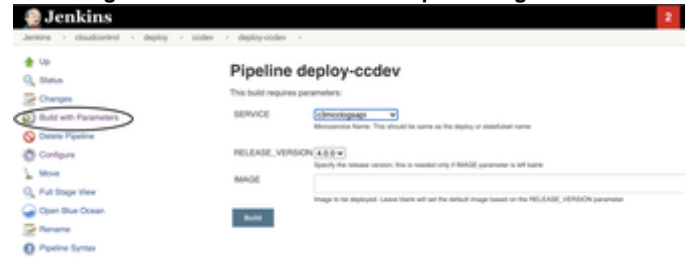 Jenkins
2
Jenkins › cloudcontrol › deploy › ccdev › deploy-ccdev ›
Up
Status
Changes
Build with Parameters
Delete Pipeline
Configure
Move
Full Stage View
Open Blue Ocean
Rename
Pipeline Syntax
Pipeline deploy-ccdev
This build requires parameters:
SERVICE
Microservice Name. This should be same as the deploy or statefulset name
RELEASE_VERSION 4.0.0
Specify the release version; this is needed only if IMAGE parameter is left
IMAGE
Image to be deployed. Leave blank will set the default image based on the RELEASE_VERSION parameter
Build